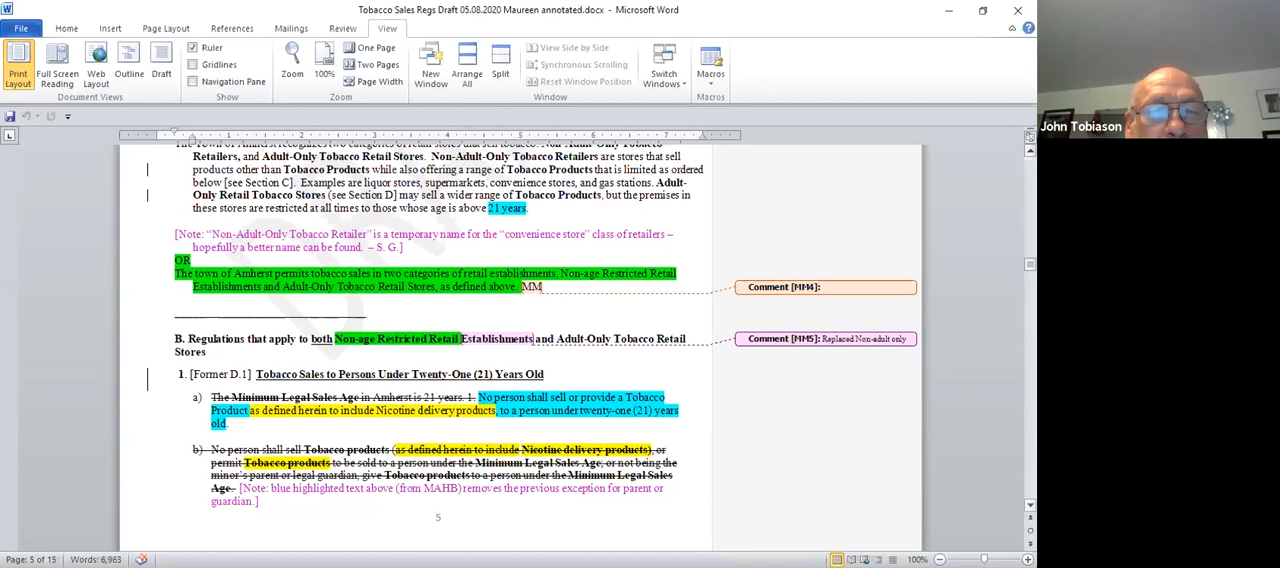 Tobacco Sales Regs Draft 05.08.2020 Maureen annotated.docx - Microsoft Word
File Home Insert Page Layout References Mailings Review View
Print Layout
Full Screen Reading
Web Layout
Outline
Draft
Document Views
Ruler
Gridlines
Navigation Pane
Show
Zoom
100%
One Page
Two Pages
Page Width
Zoom
New Window
Arrange All
Split
View Side by Side
Synchronous Scrolling
Reset Window Position
Window
Switch Windows
Macros
Macros
John Tobiason
1 2 3 4 5 6 7
Retailers, and Adult-Only Tobacco Retail Stores. Non-Adult-Only Tobacco Retailers are stores that sell
products other than Tobacco Products while also offering a range of Tobacco Products that is limited as ordered
below [see Section C]. Examples are liquor stores, supermarkets, convenience stores, and gas stations. Adult-
Only Retail Tobacco Stores (see Section D] may sell a wider range of Tobacco Products, but the premises in
these stores are restricted at all times to those whose age is above 21 years.
[Note: “Non-Adult-Only Tobacco Retailer” is a temporary name for the “convenience store” class of retailers –
hopefully a better name can be found. – S. G.]
OR
The town of Amherst permits tobacco sales in two categories of retail establishments, Non-age Restricted Retail
Establishments and Adult-Only Tobacco Retail Stores, as defined above. MM
Comment [MM4]:
B. Regulations that apply to both Non-age Restricted Retail Establishments and Adult-Only Tobacco Retail
Stores
Comment [MM5]: Replaced Non-adult only
1. [Former D.1] Tobacco Sales to Persons Under Twenty-One (21) Years Old
a) The Minimum Legal Sales Age in Amherst is 21 years. 1. No person shall sell or provide a Tobacco
Product as defined herein to include Nicotine delivery products, to a person under twenty-one (21) years
old.
b) No person shall sell Tobacco products (as defined herein to include Nicotine delivery products), or
permit Tobacco products to be sold to a person under the Minimum Legal Sales Age; or not being the
minor’s parent or legal guardian, give Tobacco products to a person under the Minimum Legal Sales
Age. [Note: blue highlighted text above (from MAHB) removes the previous exception for parent or
guardian.]
5
Page: 5 of 15 Words: 6,963 100%